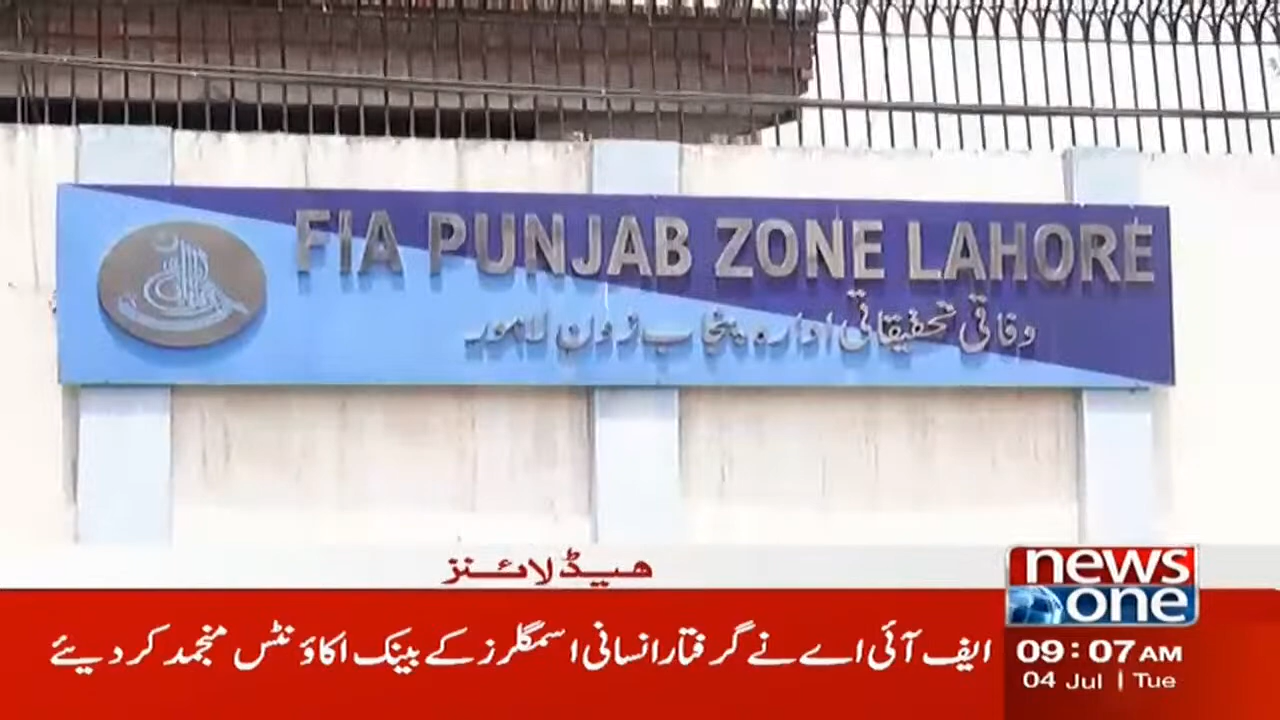 FIA PUNJAB ZONE LAHORE
وفاقی تحقیقاتی ادارہ پنجاب زون لاہور
ھیڈلائنز
ایف آئی اے نے گرفتار انسانی اسمگلرز کے بینک اکاؤنٹس منجمد کر دیئے
news
one
09:07 AM
04 Jul | Tue